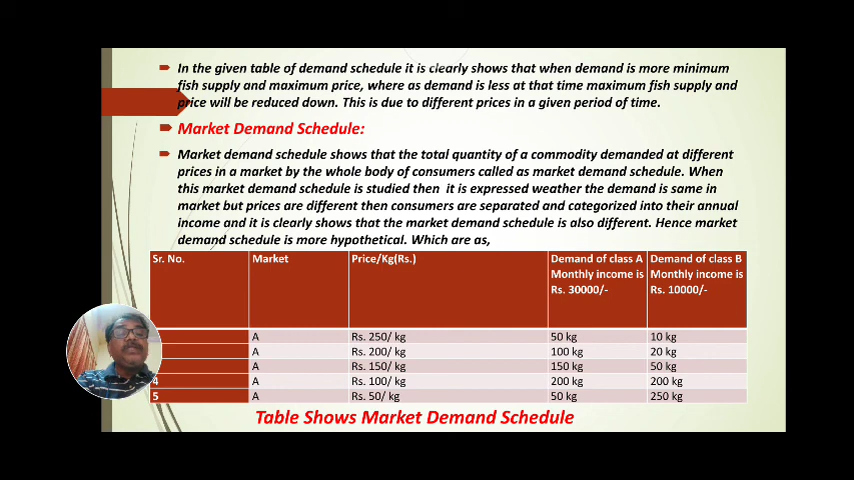 In the given table of demand schedule it is clearly shows that when demand is more minimum
fish supply and maximum price, where as demand is less at that time maximum fish supply and
price will be reduced down. This is due to different prices in a given period of time.
Market Demand Schedule:
Market demand schedule shows that the total quantity of a commodity demanded at different
prices in a market by the whole body of consumers called as market demand schedule. When
this market demand schedule is studied then it is expressed weather the demand is same in
market but prices are different then consumers are separated and categorized into their annual
income and it is clearly shows that the market demand schedule is also different. Hence market
demand schedule is more hypothetical. Which are as,
Sr. No. Market Price/Kg(Rs.) Demand of class A Demand of class B
Monthly income is Monthly income is
Rs. 30000/- Rs. 10000/-
A Rs. 250/ kg 50 kg 10 kg
A Rs. 200/ kg 100 kg 20 kg
A Rs. 150/ kg 150 kg 50 kg
4 A Rs. 100/ kg 200 kg 200 kg
5 A Rs. 50/ kg 50 kg 250 kg
Table Shows Market Demand Schedule